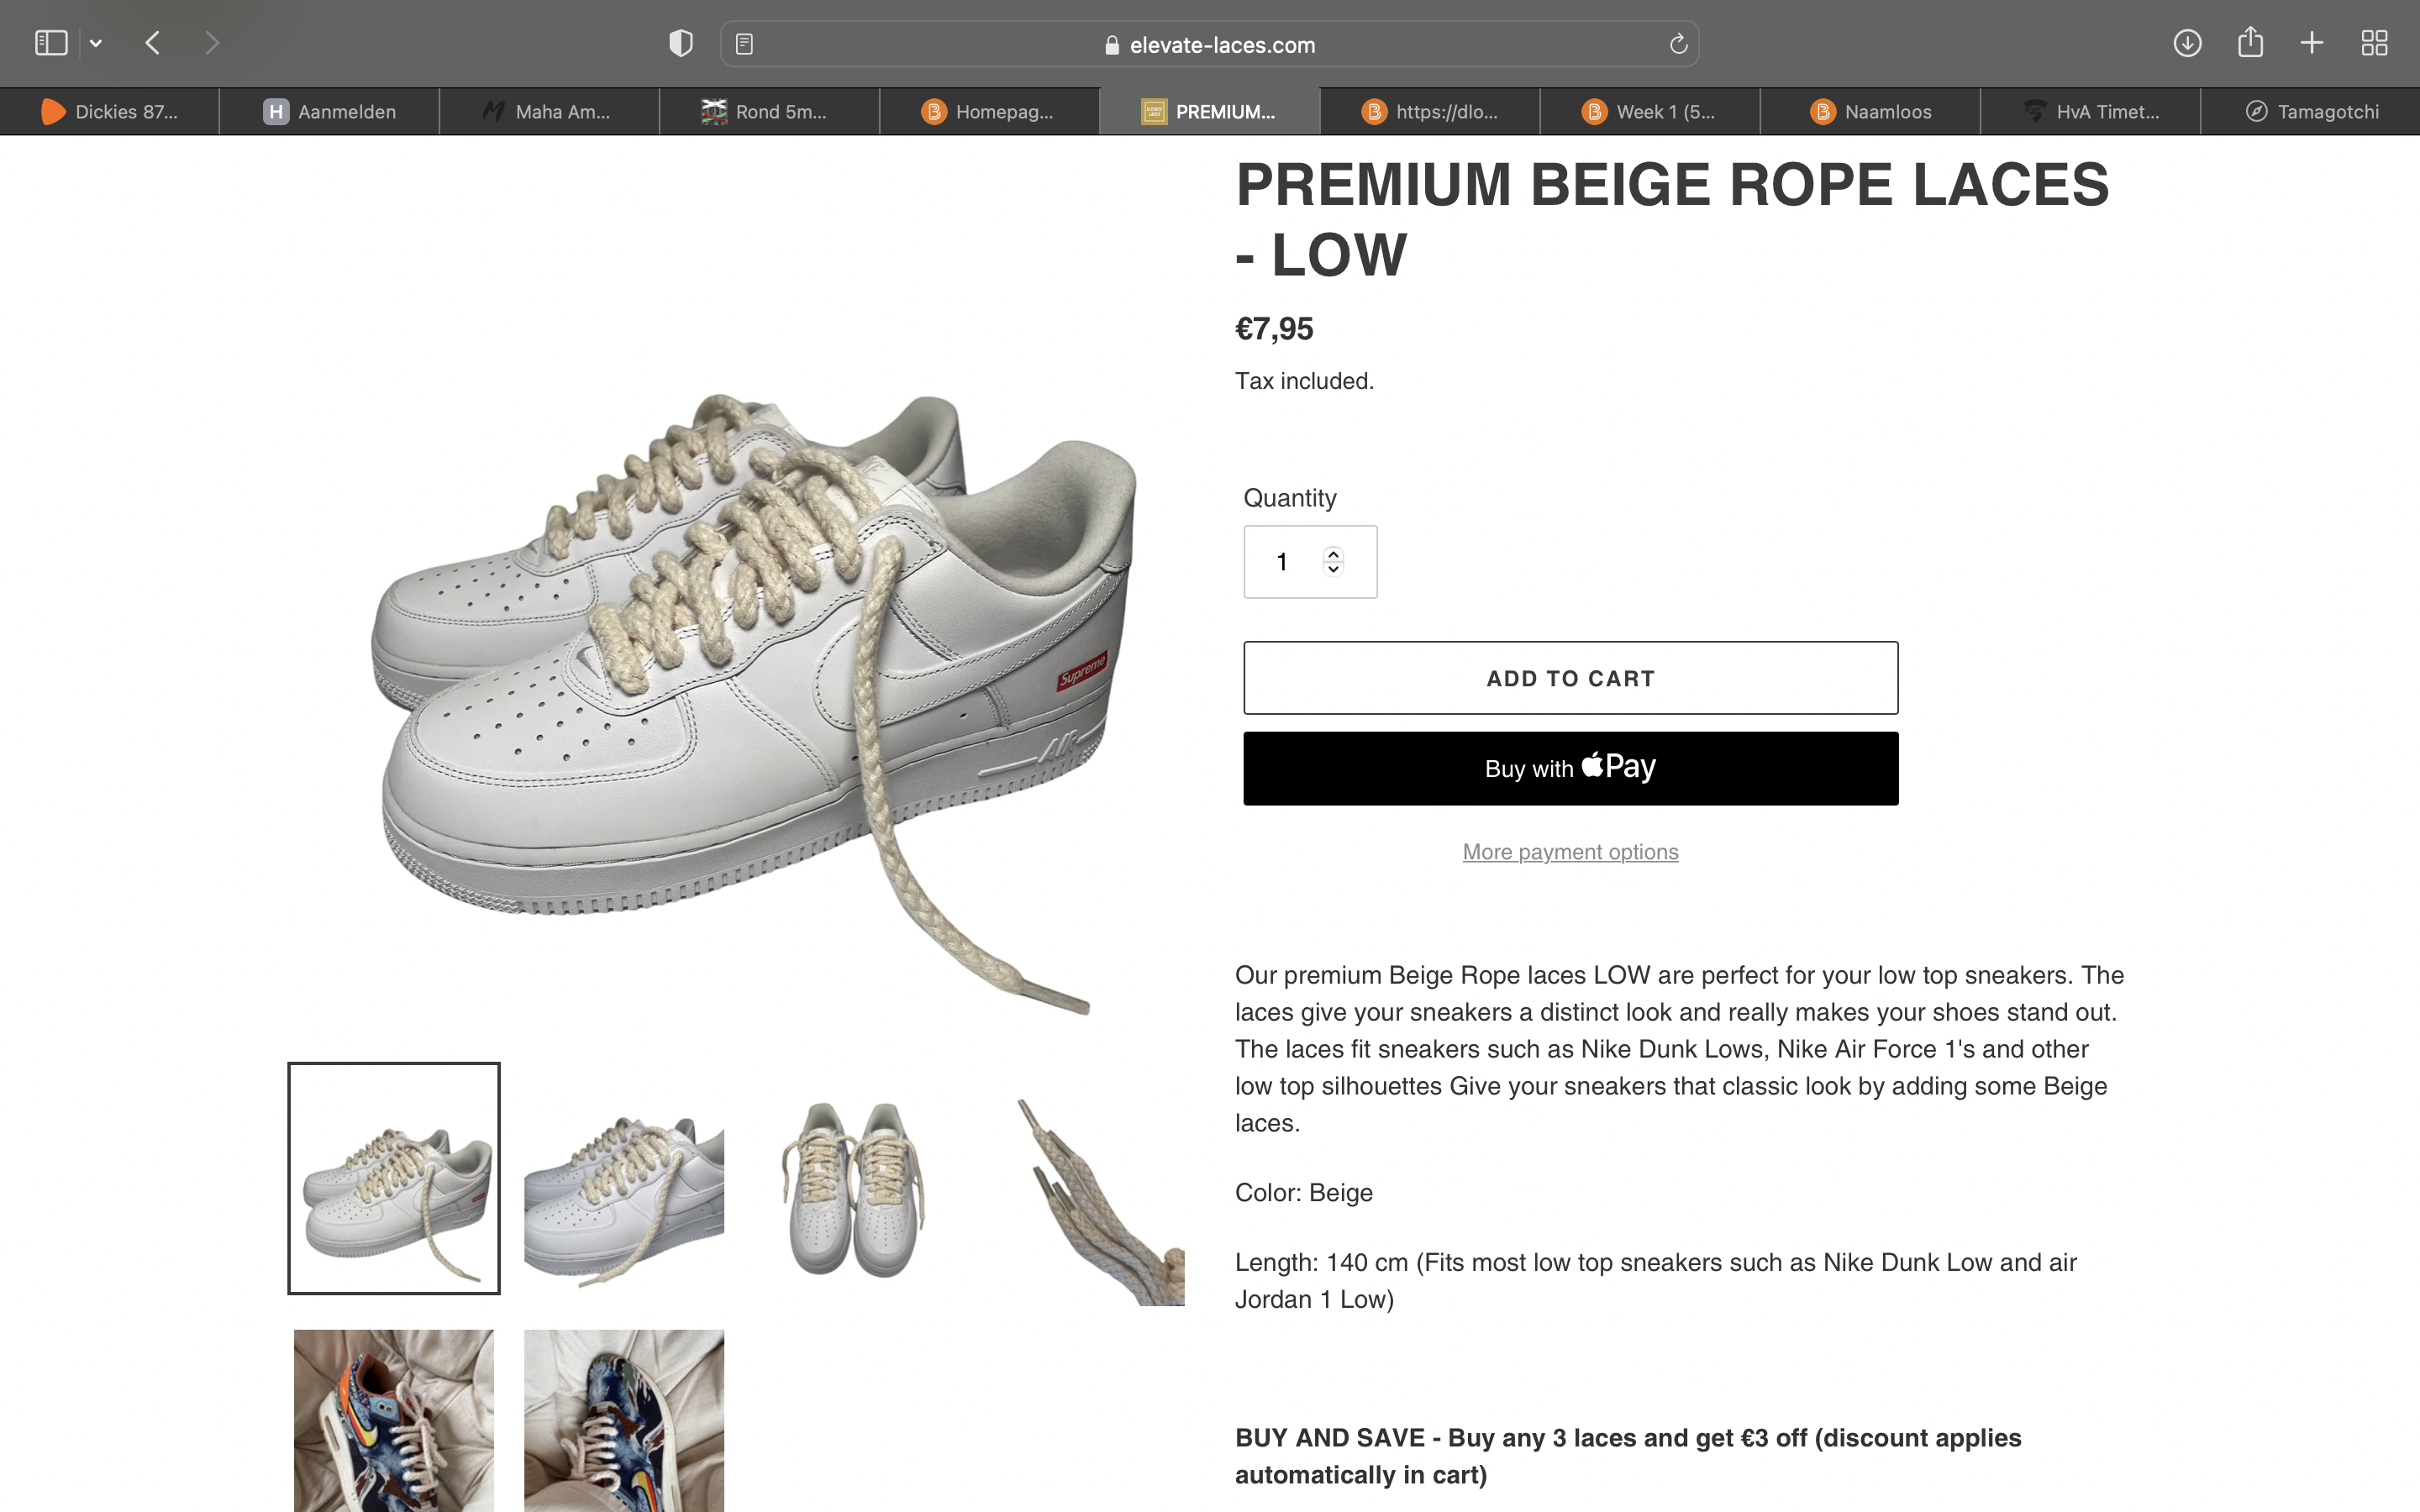 elevate-laces.com
Dickies 87...
H Aanmelden
Maha Am...
Rond 5m...
Homepag...
PREMIUM...
https://dlo...
Week 1 (5...
Naamloos
HvA Timet...
Tamagotchi
PREMIUM BEIGE ROPE LACES
- LOW
€7,95
Tax included.
Quantity
1
ADD TO CART
Buy with Pay
More payment options
Supreme
AIR
Our premium Beige Rope laces LOW are perfect for your low top sneakers. The
laces give your sneakers a distinct look and really makes your shoes stand out.
The laces fit sneakers such as Nike Dunk Lows, Nike Air Force 1's and other
low top silhouettes Give your sneakers that classic look by adding some Beige
laces.
Color: Beige
Length: 140 cm (Fits most low top sneakers such as Nike Dunk Low and air
Jordan 1 Low)
BUY AND SAVE - Buy any 3 laces and get €3 off (discount applies
automatically in cart)